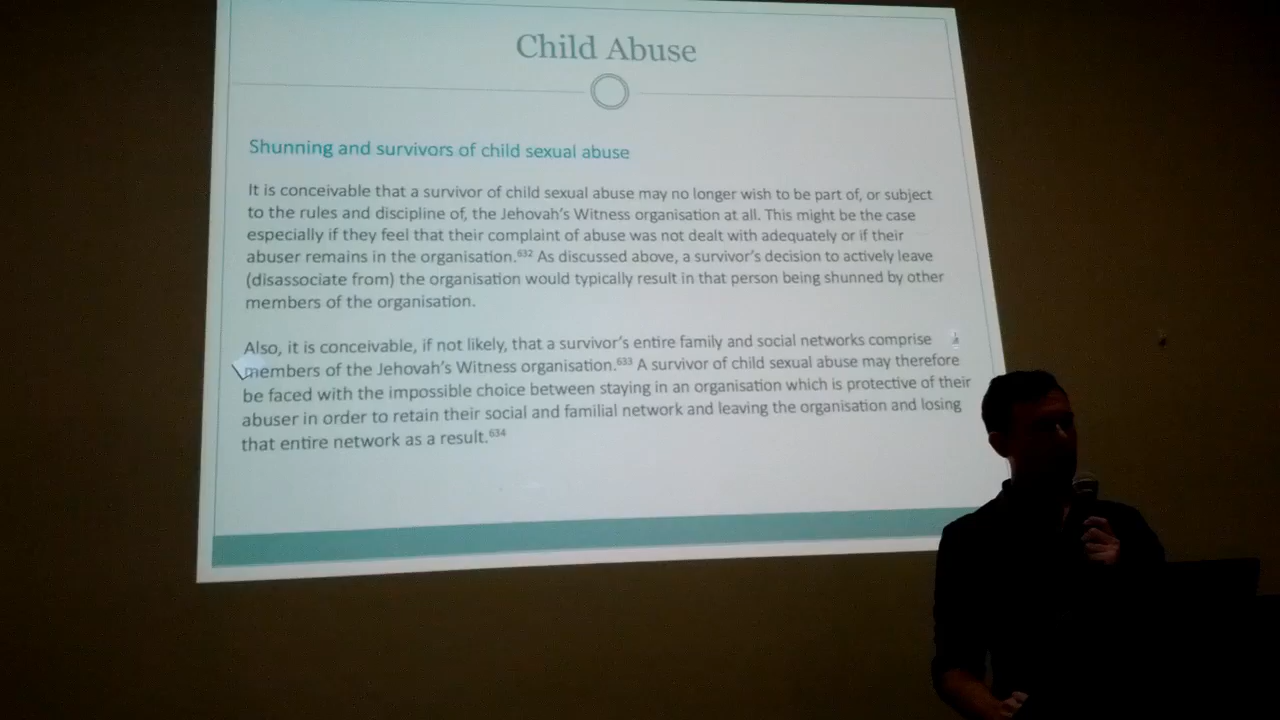 Child Abuse
Shunning and survivors of child sexual abuse
It is conceivable that a survivor of child sexual abuse may no longer wish to be part of, or subject
to the rules and discipline of, the Jehovah's Witness organisation at all. This might be the case
especially if they feel that their complaint of abuse was not dealt with adequately or if their
abuser remains in the organisation.⁶³² As discussed above, a survivor's decision to actively leave
(disassociate from) the organisation would typically result in that person being shunned by other
members of the organisation.
Also, it is conceivable, if not likely, that a survivor's entire family and social networks comprise
members of the Jehovah's Witness organisation.⁶³³ A survivor of child sexual abuse may therefore
be faced with the impossible choice between staying in an organisation which is protective of their
abuser in order to retain their social and familial network and leaving the organisation and losing
that entire network as a result.⁶³⁴